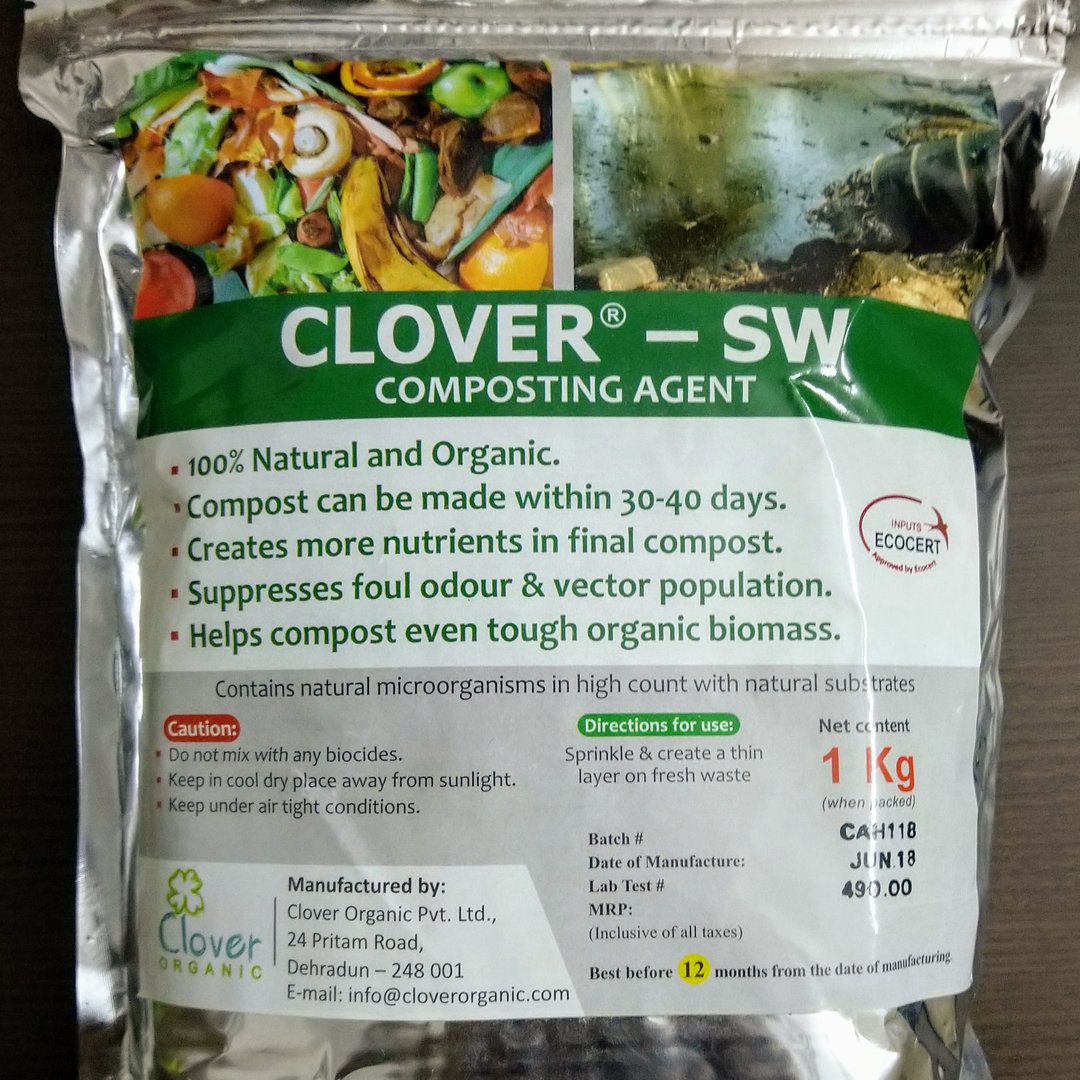 CLOVER® – SW
COMPOSTING AGENT
100% Natural and Organic.
Compost can be made within 30-40 days.
Creates more nutrients in final compost.
Suppresses foul odour & vector population.
Helps compost even tough organic biomass.
INPUTS
ECOCERT
Approved by Ecocert
Contains natural microorganisms in high count with natural substrates
Caution:
Do not mix with any biocides.
Keep in cool dry place away from sunlight.
Keep under air tight conditions.
Directions for use:
Sprinkle & create a thin
layer on fresh waste
Net content
1 Kg
(when packed)
Batch # CAH118
Date of Manufacture: JUN.18
Lab Test # 490.00
MRP:
(Inclusive of all taxes)
Best before 12 months from the date of manufacturing.
Clover
ORGANIC
Manufactured by:
Clover Organic Pvt. Ltd.,
24 Pritam Road,
Dehradun – 248 001
E-mail: info@cloverorganic.com